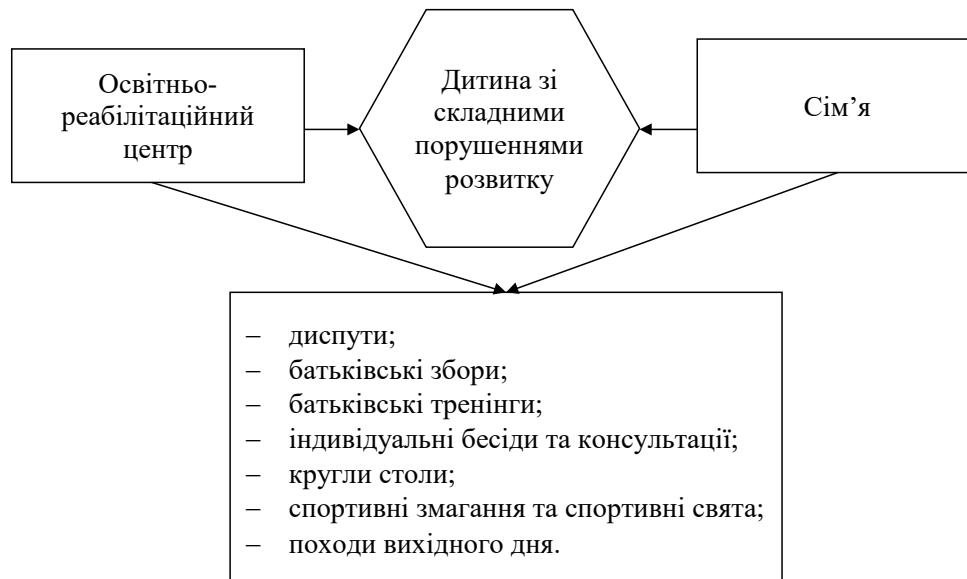 Освітньо-
реабілітаційний
центр
Дитина зі
складними
порушеннями
розвитку
Сім’я
– диспути;
– батьківські збори;
– батьківські тренінги;
– індивідуальні бесіди та консультації;
– кругли столи;
– спортивні змагання та спортивні свята;
– походи вихідного дня.